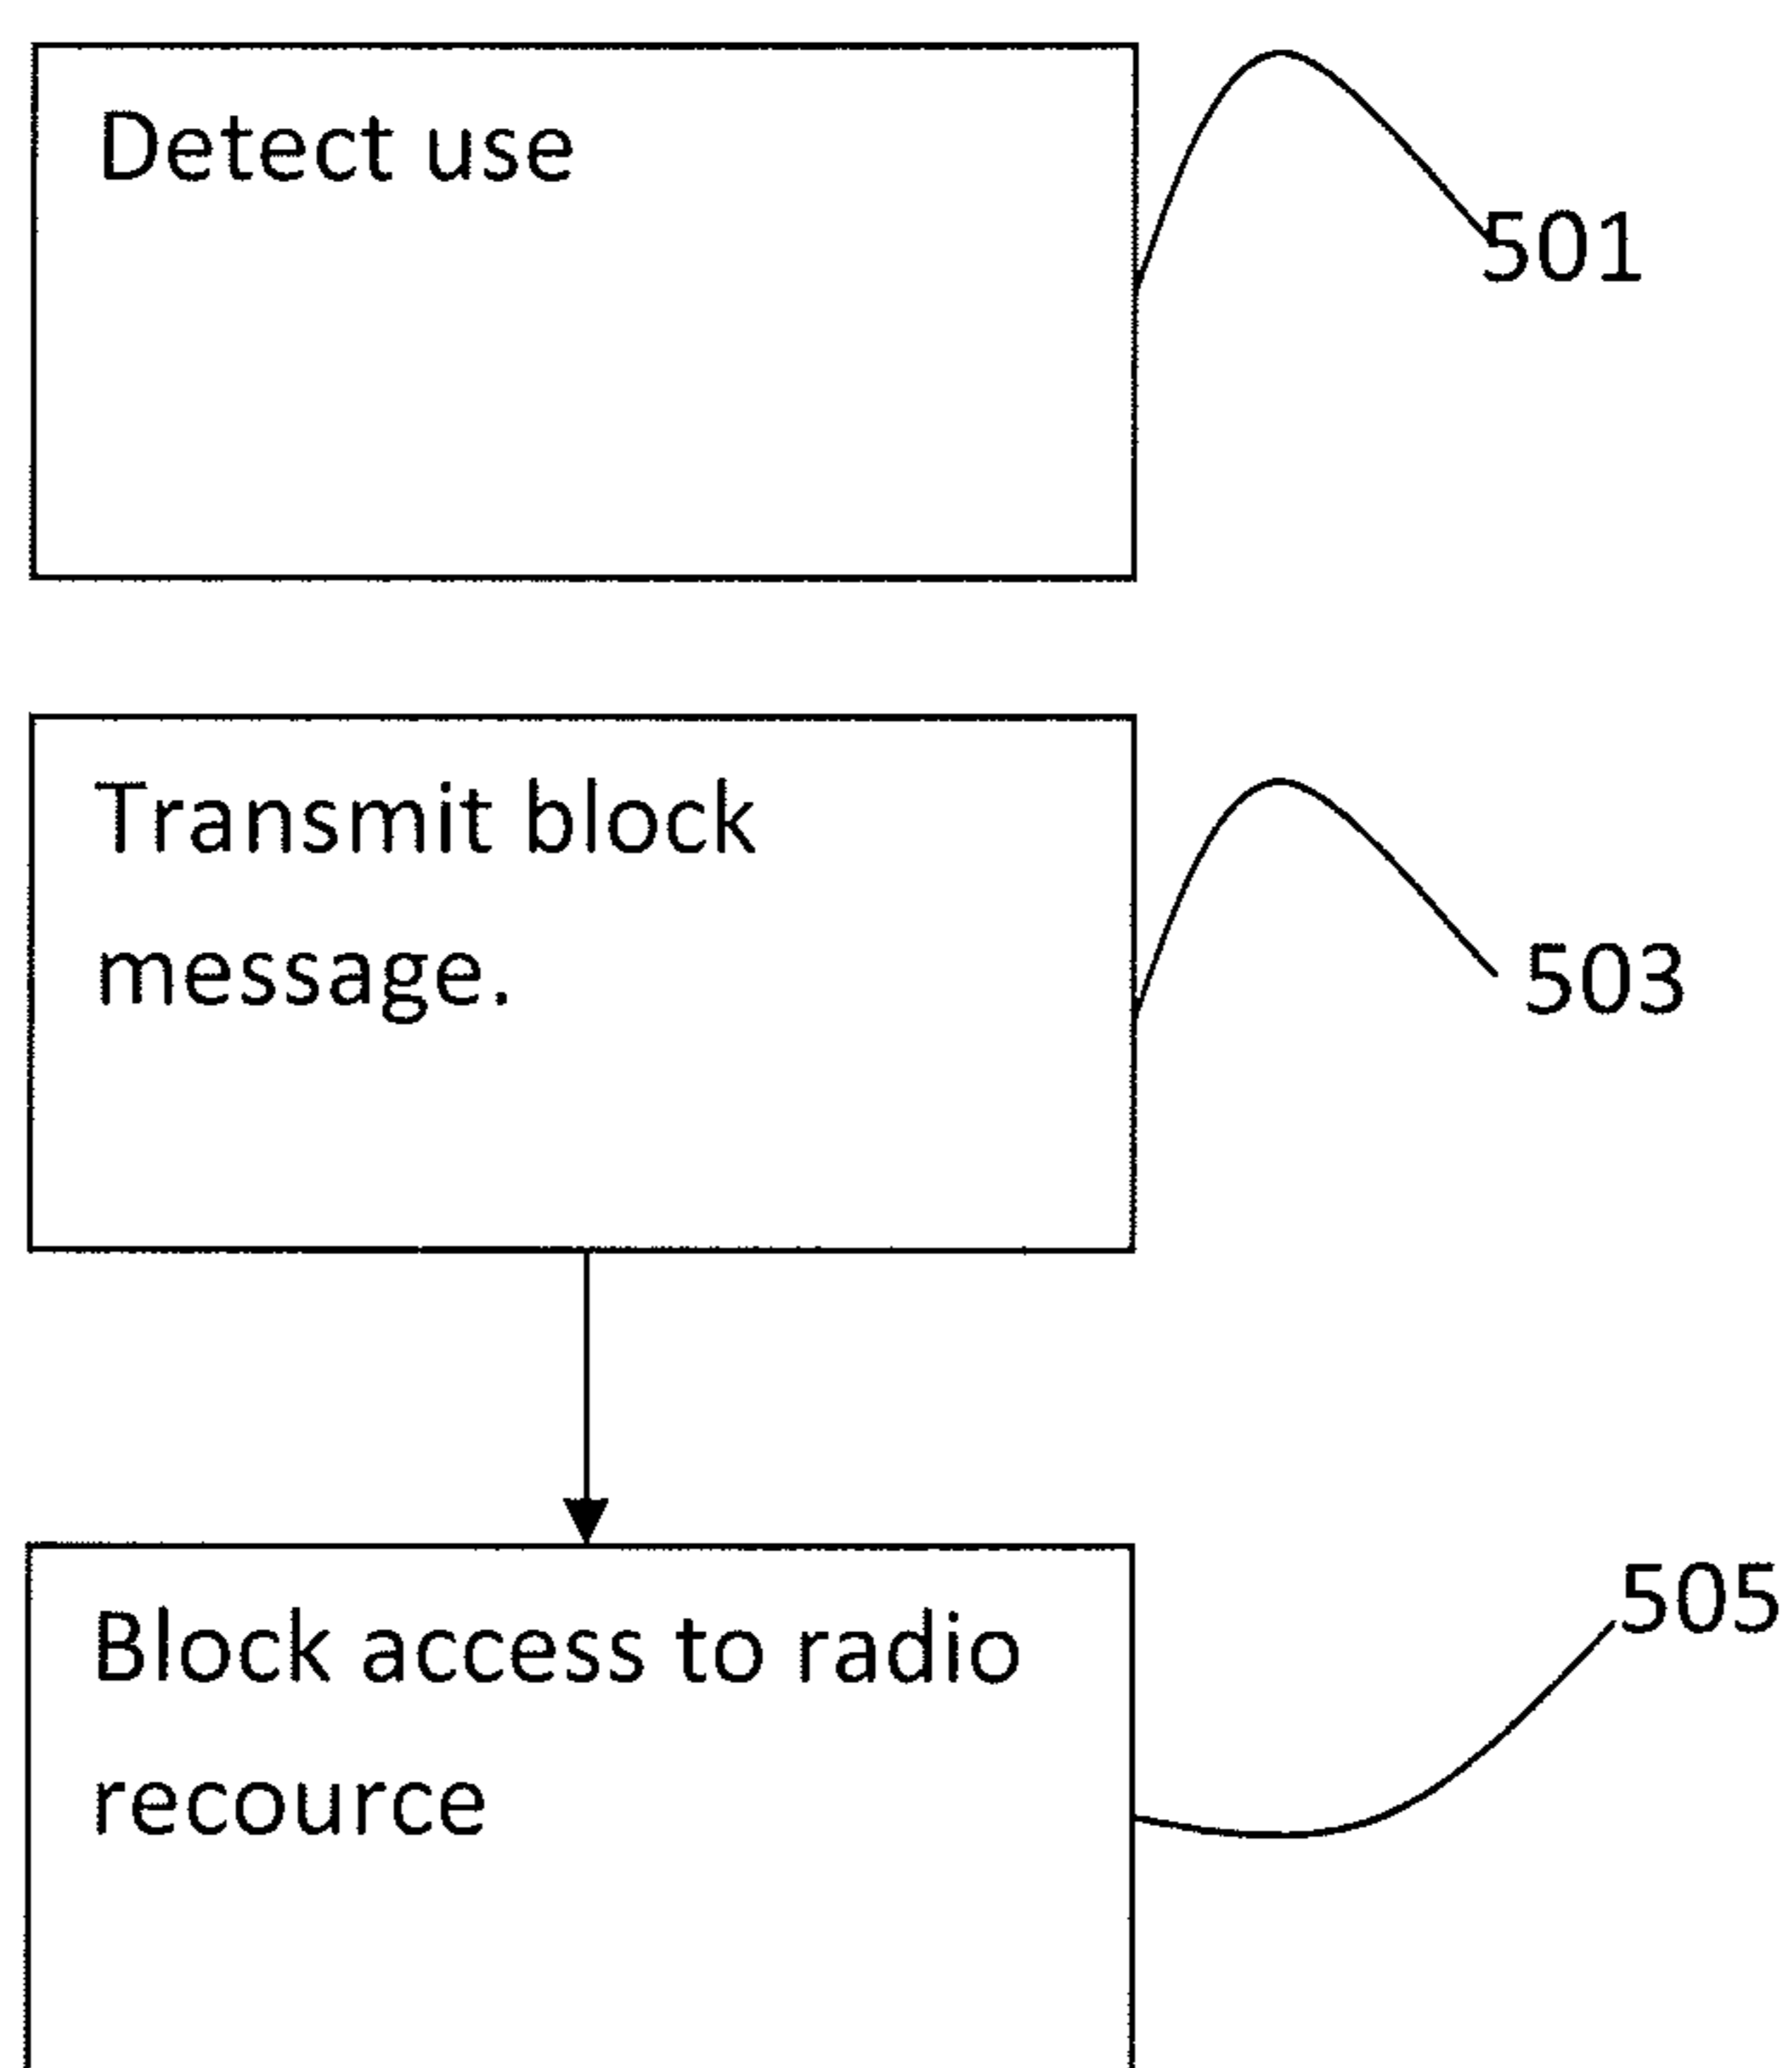 Detect use
501
Transmit block
message.
503
Block access to radio
recource
505